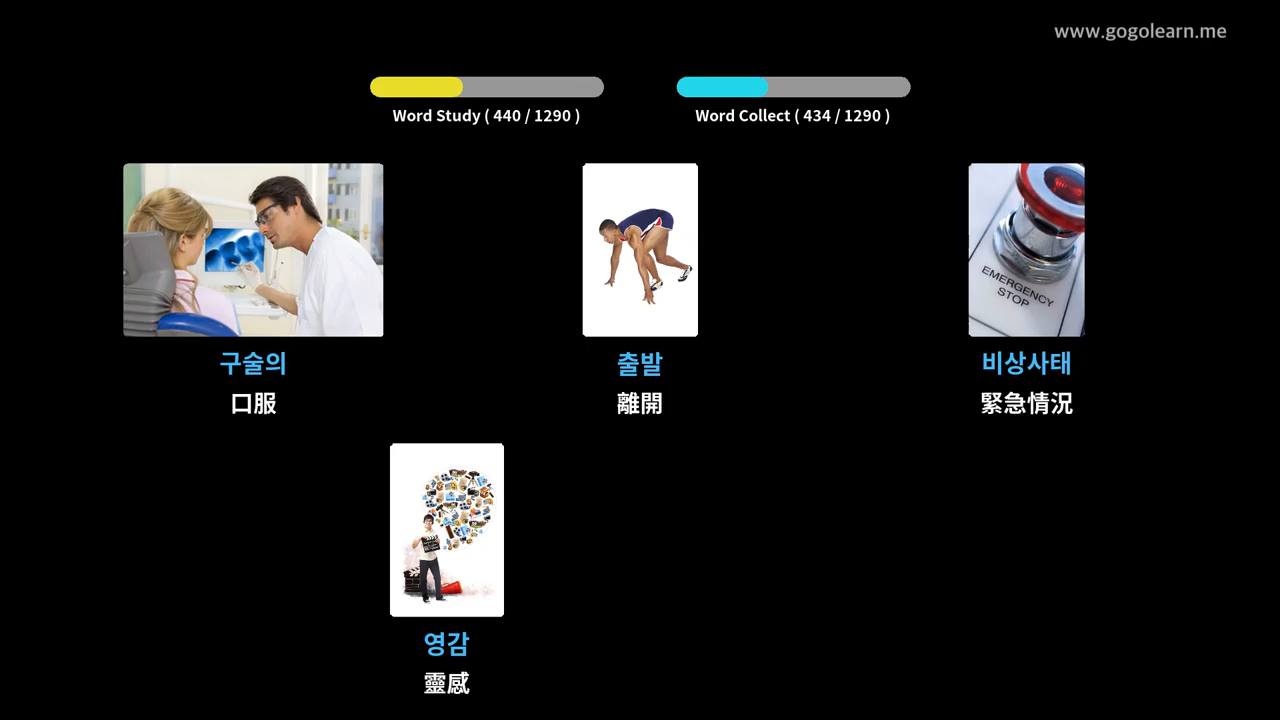 www.gogolearn.me
Word Study ( 440 / 1290 )
Word Collect ( 434 / 1290 )
EMERGENCY
STOP
구술의
출발
비상사태
口服
離開
緊急情況
영감
靈感